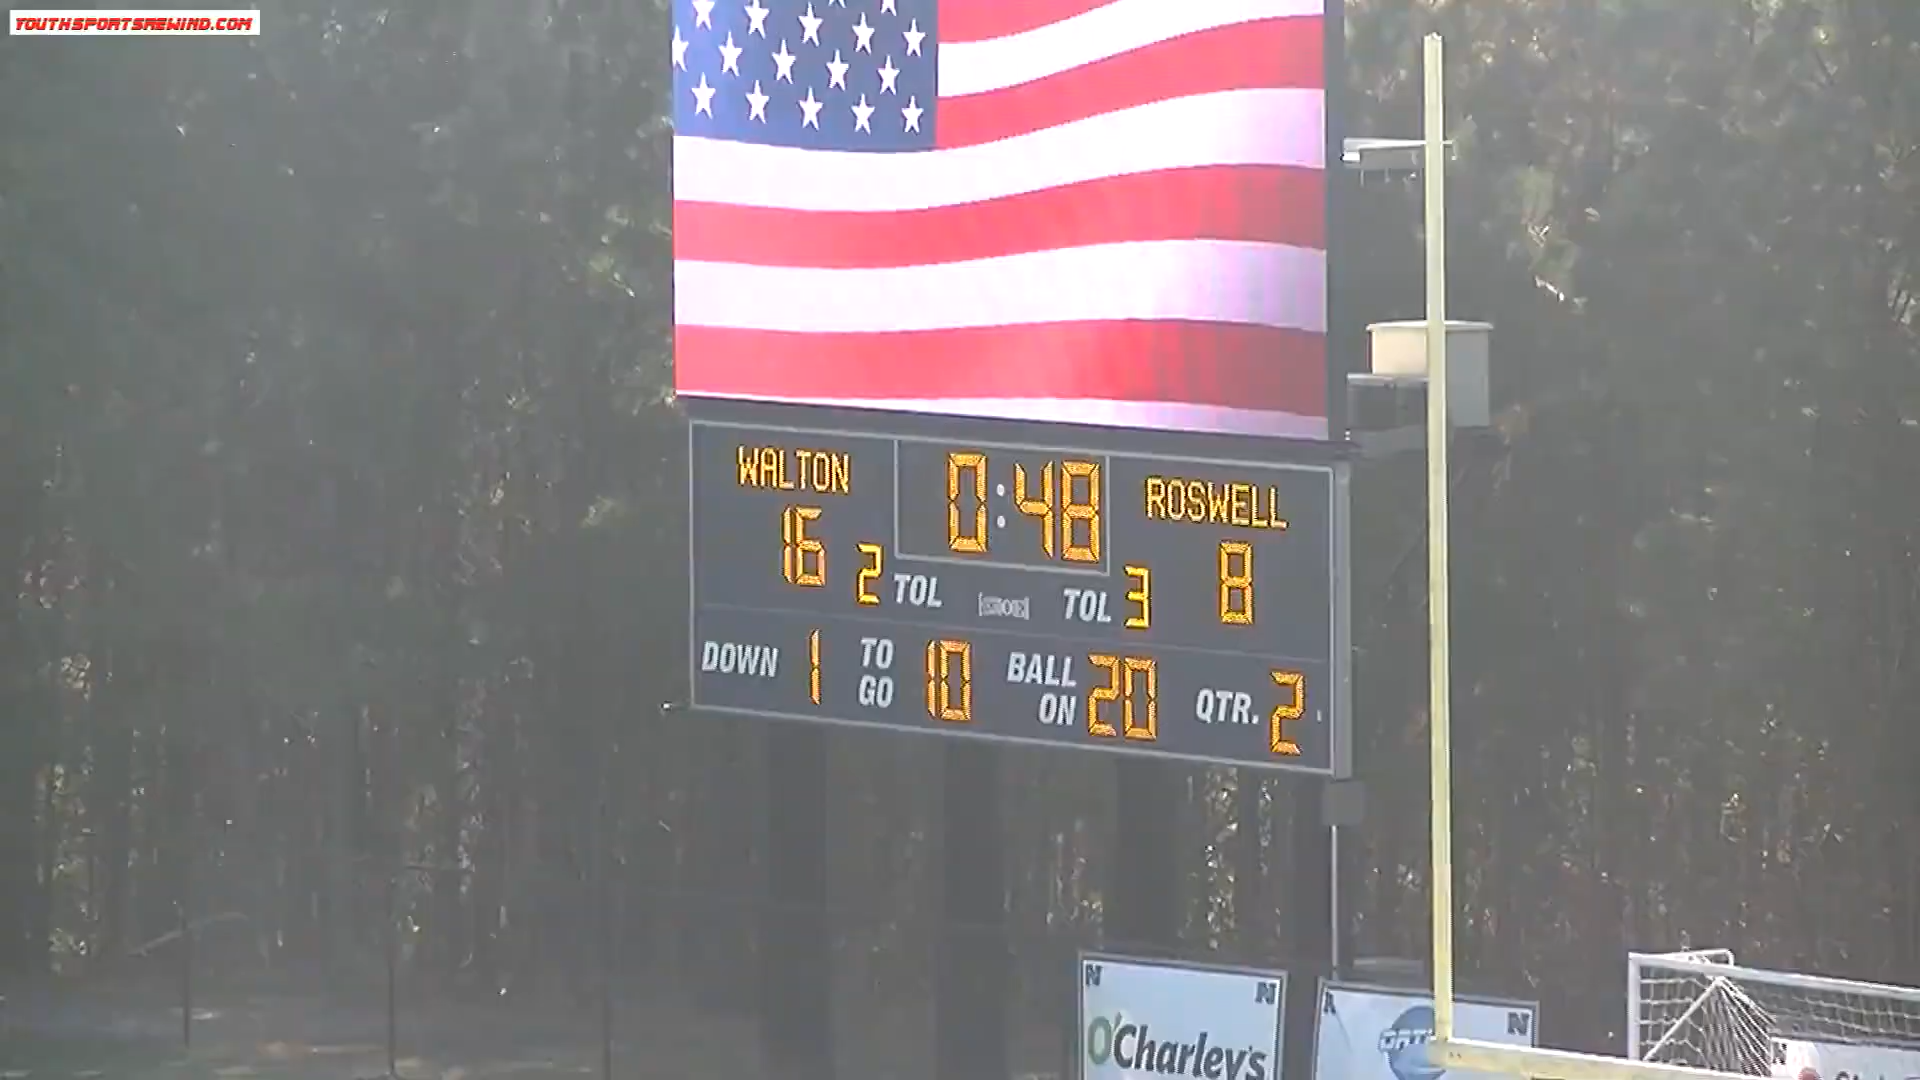 YOUTHSPORTSREWIND.COM
WALTON 0:48 ROSWELL
16 2 TOL TOL 3 8
DOWN 1 TO GO 10 BALL ON 20 QTR. 2
N N
O'Charley's
N